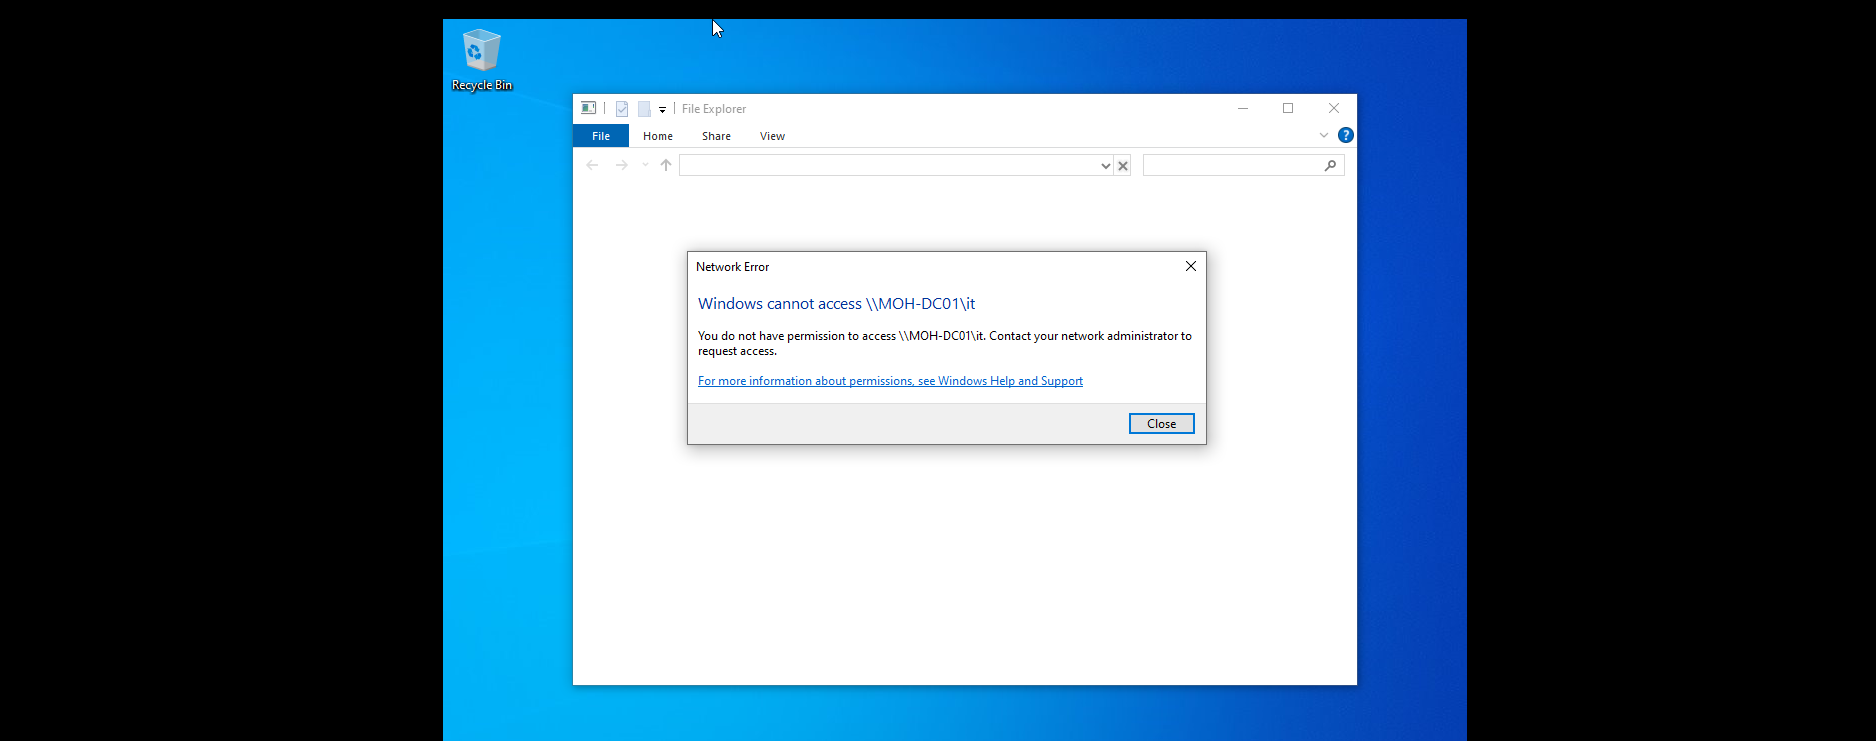 Recycle Bin
File Explorer
File Home Share View
?
Network Error
Windows cannot access \\MOH-DC01\it
You do not have permission to access \\MOH-DC01\it. Contact your network administrator to
request access.
For more information about permissions, see Windows Help and Support
Close